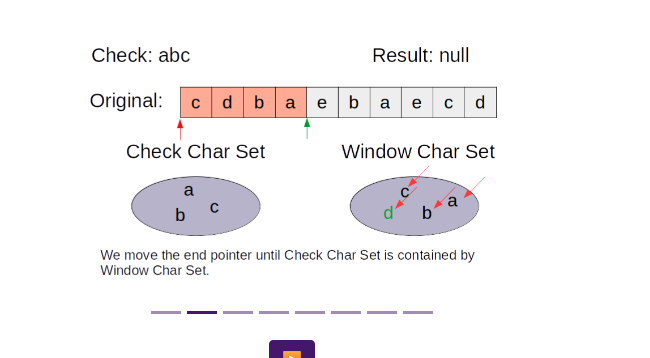 Check: abc Result: null
Original: c d b a e b a e c d
Check Char Set Window Char Set
a c
c a
b d b
We move the end pointer until Check Char Set is contained by
Window Char Set.